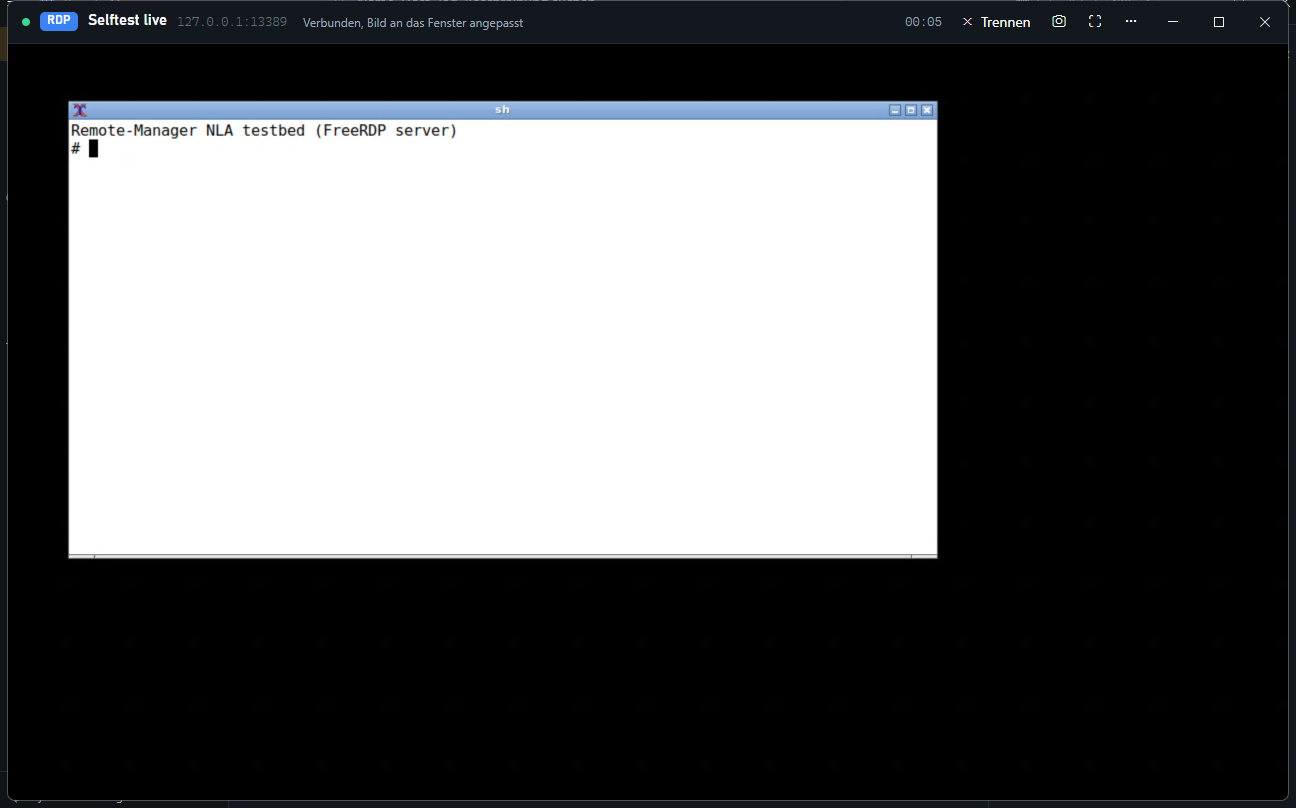 RDP Selftest live 127.0.0.1:13389 Verbunden, Bild an das Fenster angepasst 00:05 Trennen
sh
Remote-Manager NLA testbed (FreeRDP server)
#